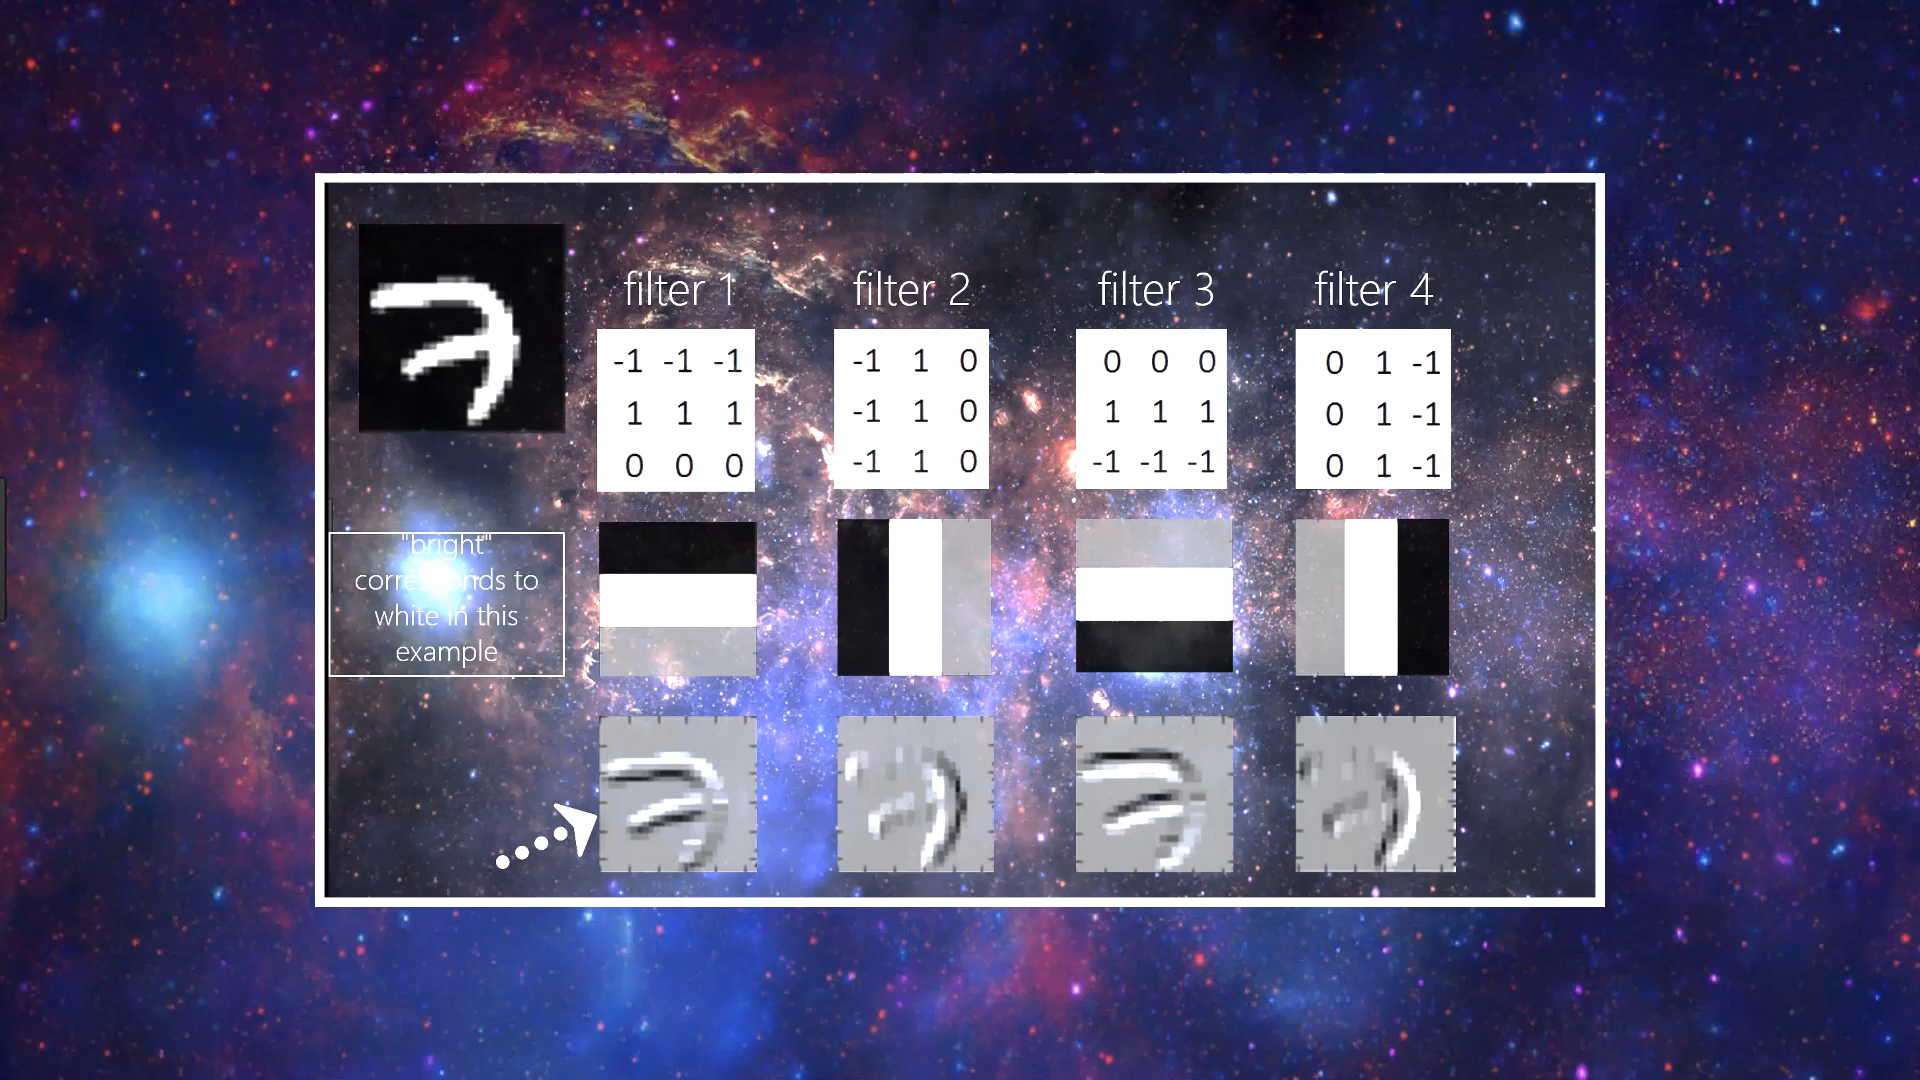 filter 1 filter 2 filter 3 filter 4
-1 -1 -1 -1 1 0 0 0 0 0 1 -1
1 1 1 -1 1 0 1 1 1 0 1 -1
0 0 0 -1 1 0 -1 -1 -1 0 1 -1
"bright"
corresponds to
white in this
example